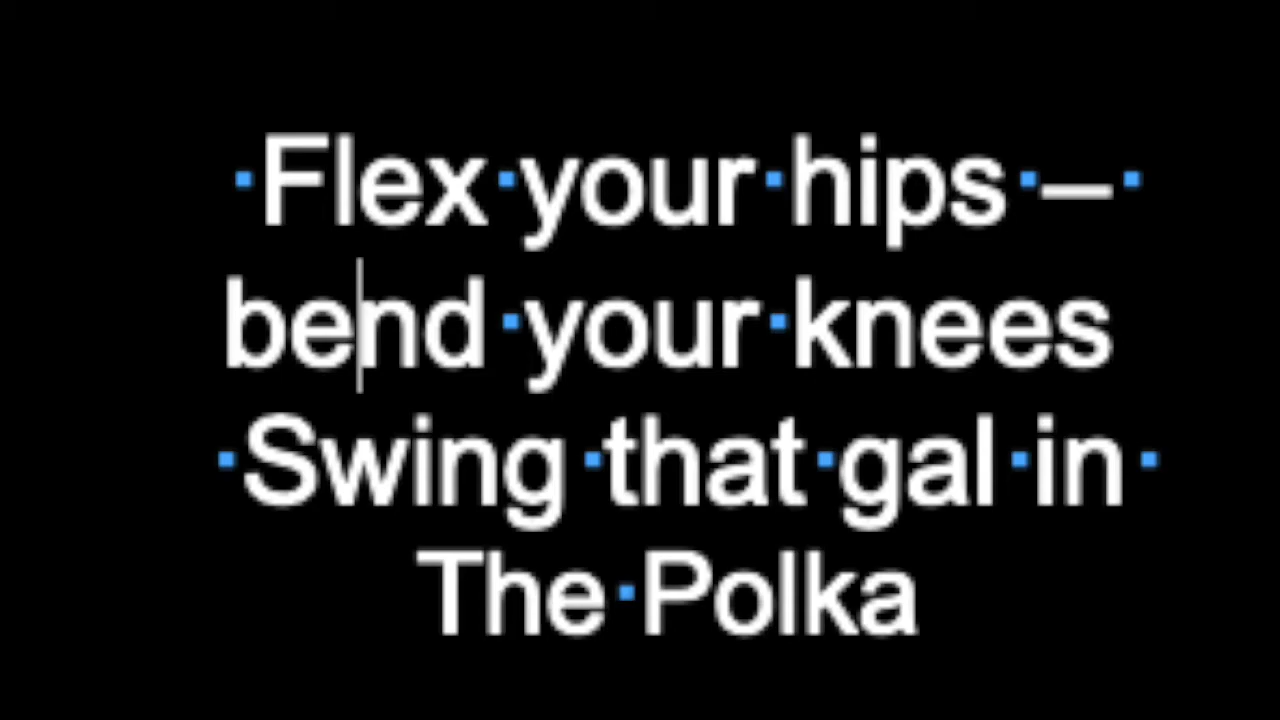 Flex your hips –
bend your knees
Swing that gal in
The Polka